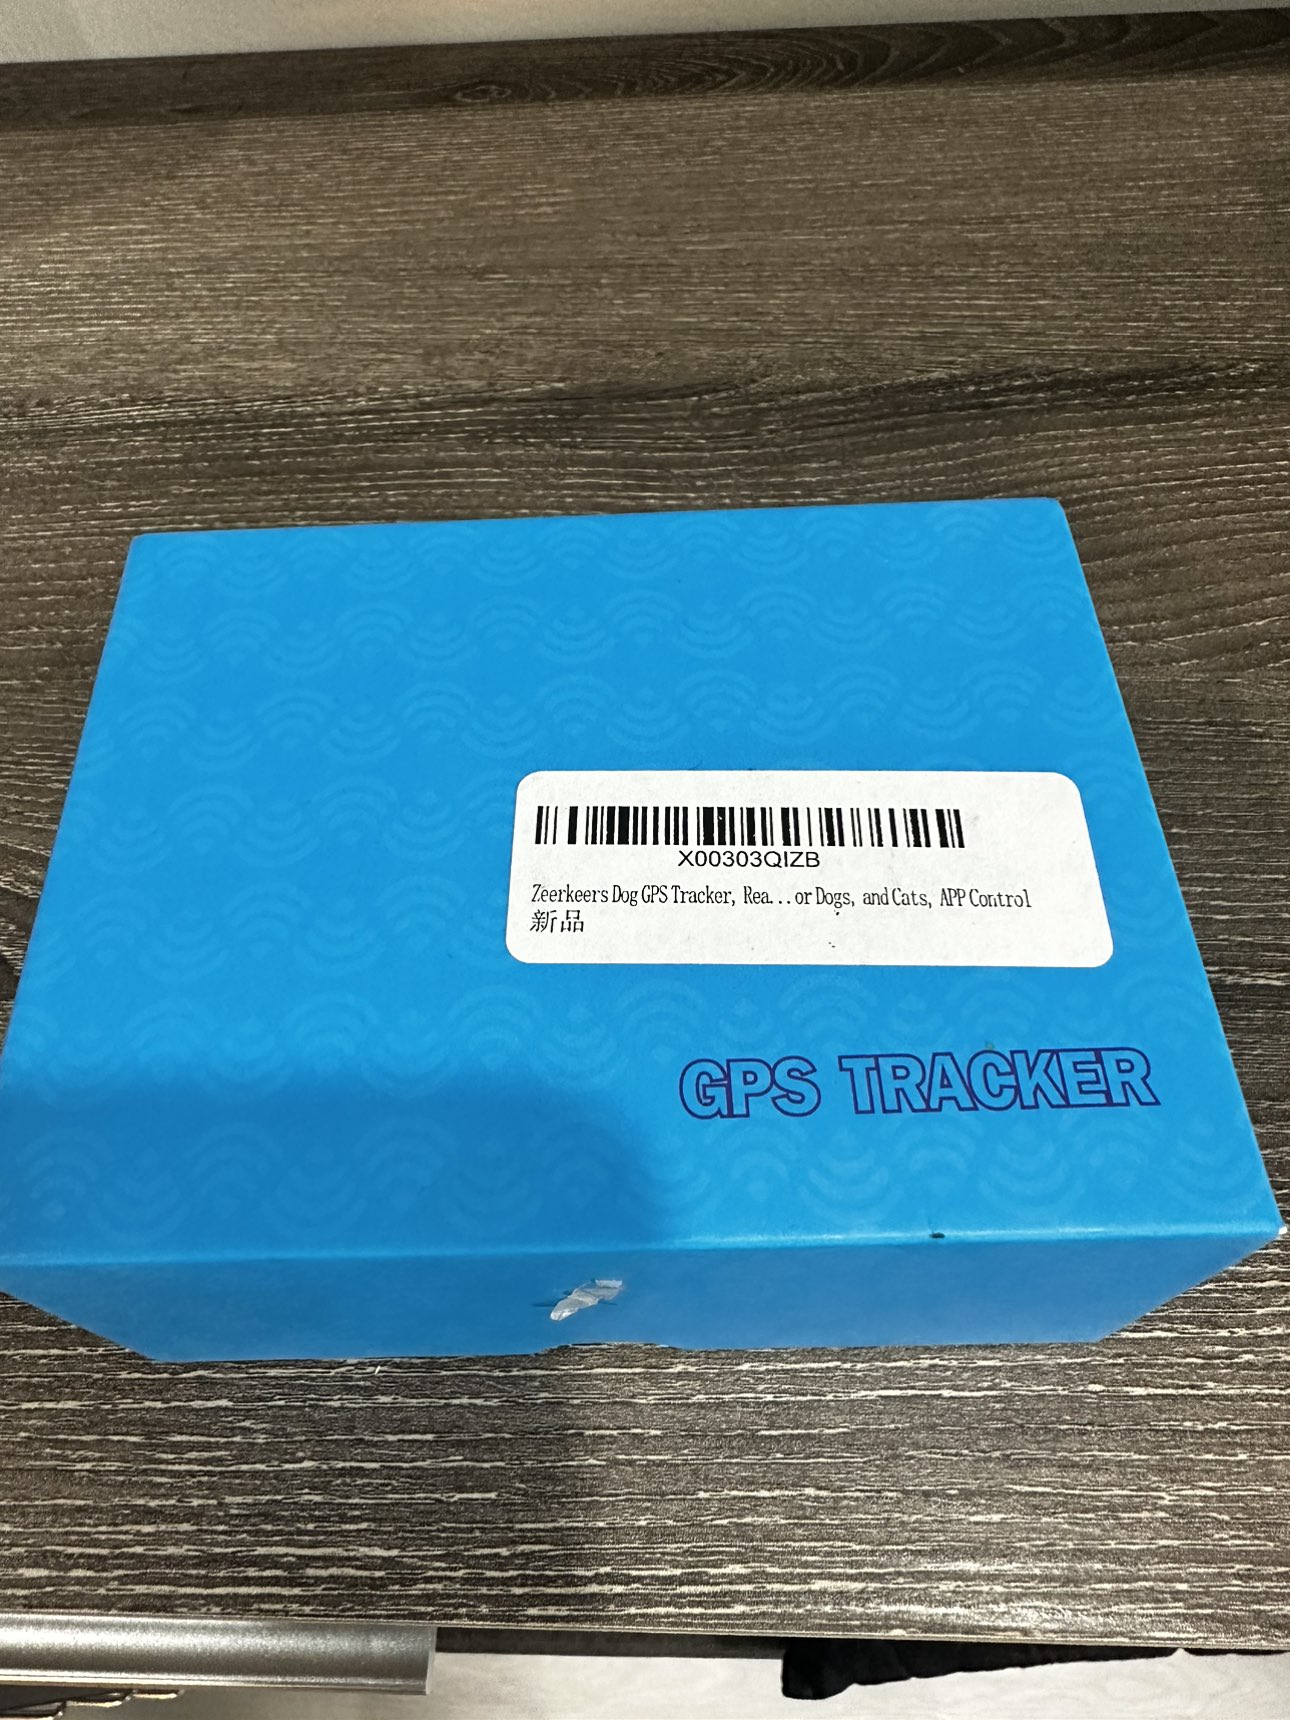 X00303QIZB
Zeerkeers Dog GPS Tracker, Rea...or Dogs, and Cats, APP Control
新品
GPS TRACKER